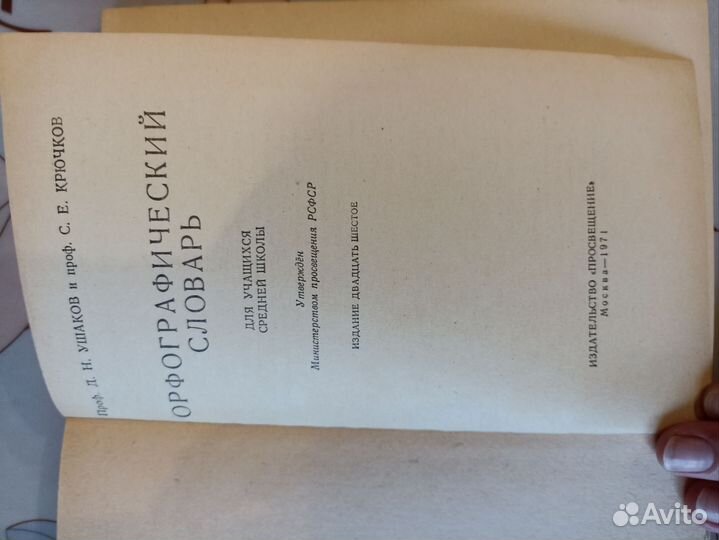 Проф. Д. Н. УШАКОВ и проф. С. Е. КРЮЧКОВ
ОРФОГРАФИЧЕСКИЙ
СЛОВАРЬ
ДЛЯ УЧАЩИХСЯ
СРЕДНЕЙ ШКОЛЫ
Утверждён
Министерством просвещения РСФСР
ИЗДАНИЕ ДВАДЦАТЬ ШЕСТОЕ
ИЗДАТЕЛЬСТВО «ПРОСВЕЩЕНИЕ»
Москва — 1971
Avito